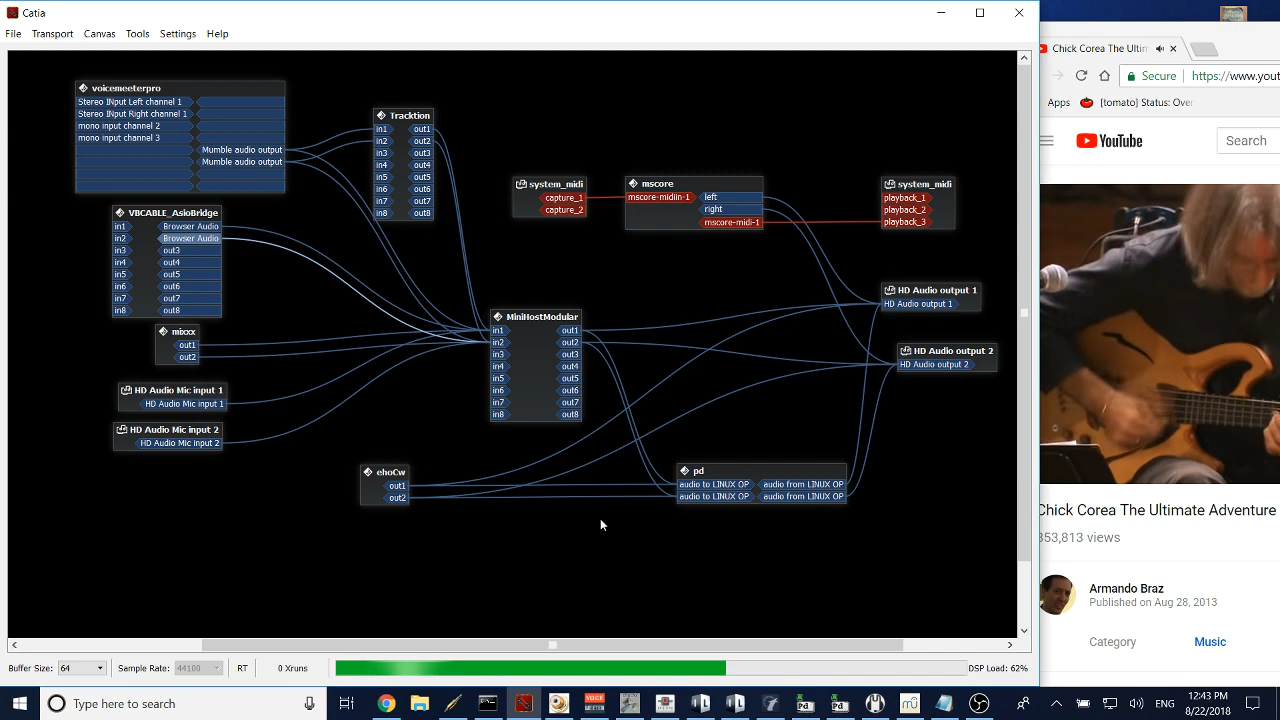 Catia
File
Transport
Canvas
Tools
Settings
Help
voicemeeterpro
Stereo INput Left channel 1
Stereo INput Right channel 1
mono input channel 2
mono input channel 3
Mumble audio output
Mumble audio output
Tracktion
in1 out1
in2 out2
in3 out3
in4 out4
in5 out5
in6 out6
in7 out7
in8 out8
system_midi
capture_1
capture_2
mscore
mscore-midiin-1 left
right
mscore-midi-1
system_midi
playback_1
playback_2
playback_3
VBCABLE_AsioBridge
in1 Browser Audio
in2 Browser Audio
in3 out3
in4 out4
in5 out5
in6 out6
in7 out7
in8 out8
mixxx
out1
out2
HD Audio Mic input 1
HD Audio Mic input 1
HD Audio Mic input 2
HD Audio Mic input 2
MiniHostModular
in1 out1
in2 out2
in3 out3
in4 out4
in5 out5
in6 out6
in7 out7
in8 out8
HD Audio output 1
HD Audio output 1
HD Audio output 2
HD Audio output 2
ehoCw
out1
out2
pd
audio to LINUX OP audio from LINUX OP
audio to LINUX OP audio from LINUX OP
Buffer Size: 64
Sample Rate: 44100
RT
0 Xruns
DSP Load: 62%
Chick Corea The Ultim
Secure
https://www.yout
Apps
[tomato] Status: Over
YouTube
Search
Chick Corea The Ultimate Adventure
353,813 views
Armando Braz
Published on Aug 28, 2013
Category Music
Type here to search
VOICE
Pd
Pd
12:43 PM
8/22/2018